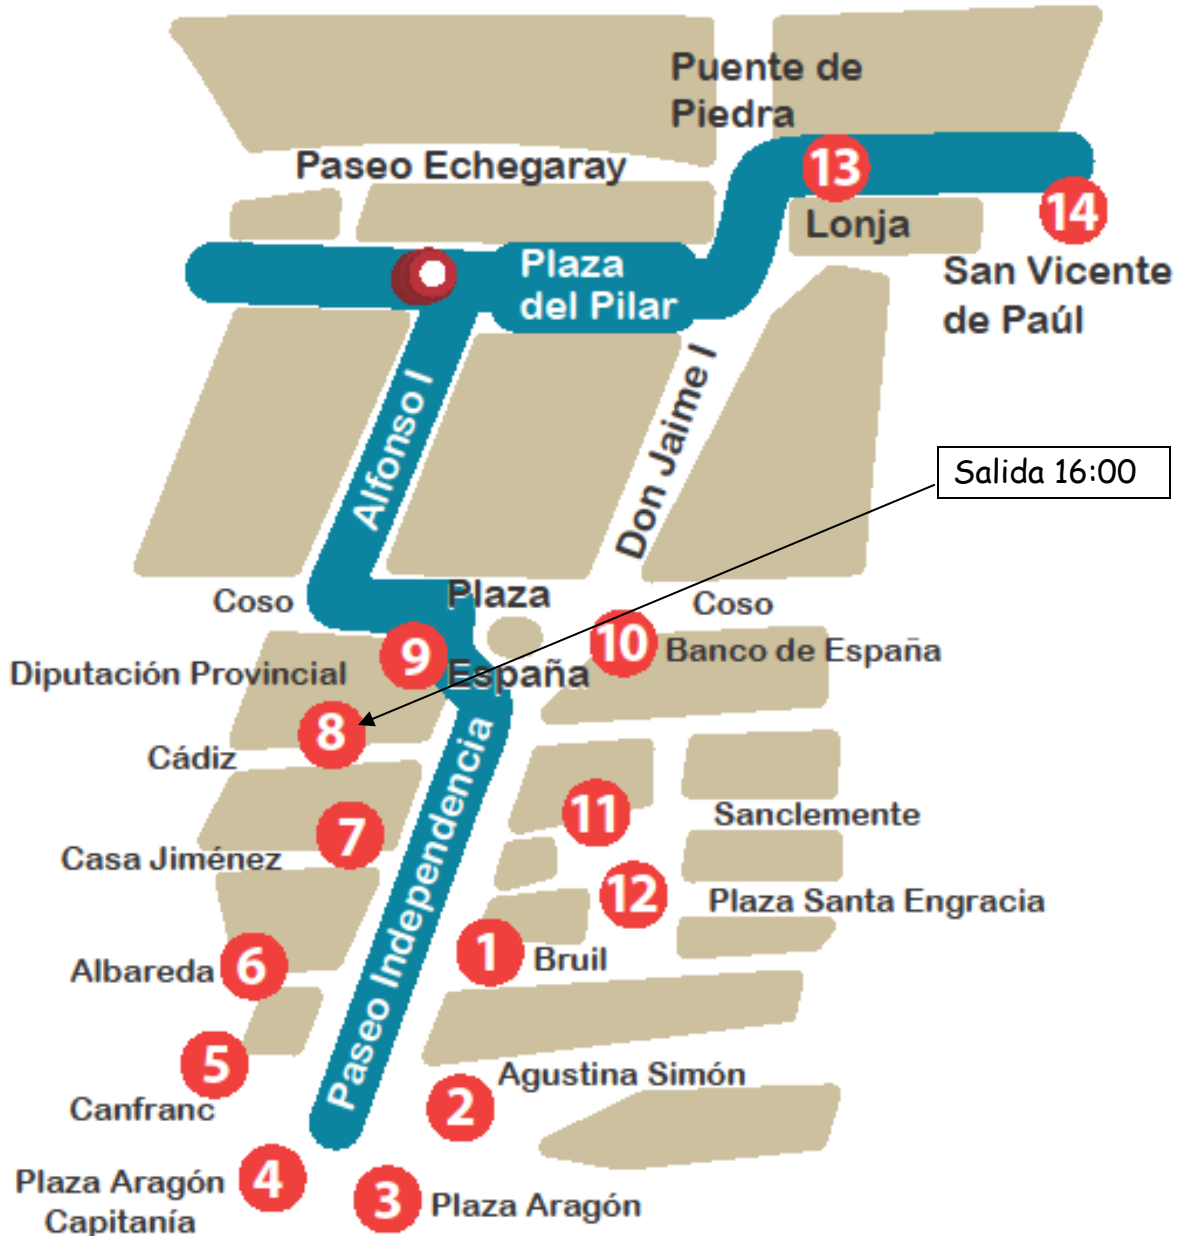 Puente de
Piedra
Paseo Echegaray
13
14
Lonja
Plaza
del Pilar
San Vicente
de Paúl
Alfonso I
Don Jaime I
Salida 16:00
Coso
Plaza
España
Coso
9
10
Banco de España
Diputación Provincial
8
Cádiz
Paseo Independencia
11
Sanclemente
7
Casa Jiménez
12
Plaza Santa Engracia
1
Bruil
Albareda
6
5
Canfranc
Agustina Simón
2
4
Plaza Aragón
Capitanía
3
Plaza Aragón